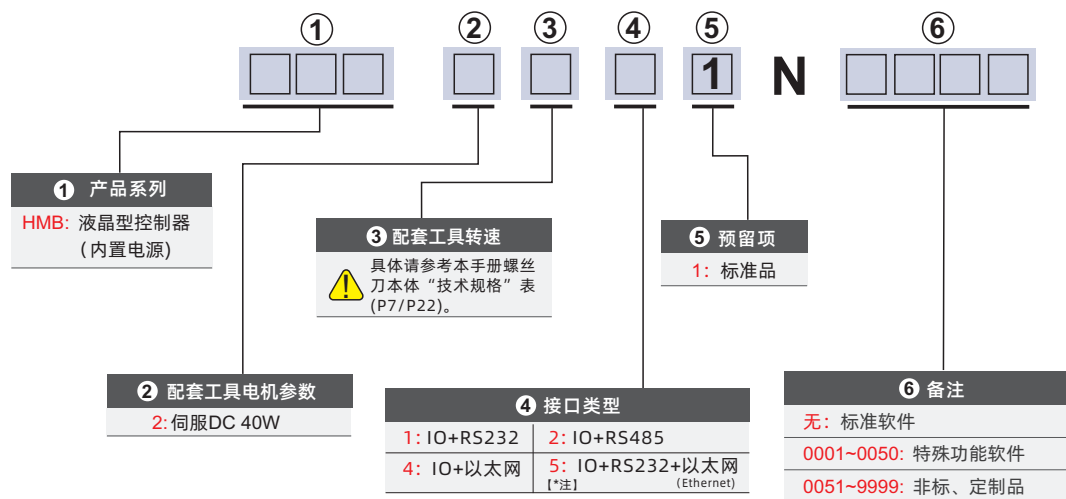 ① ② ③ ④ ⑤ ⑥
1 N
① 产品系列
HMB: 液晶型控制器
(内置电源)
③ 配套工具转速
具体请参考本手册螺丝
刀本体“技术规格”表
(P7/P22)。
⑤ 预留项
1: 标准品
② 配套工具电机参数
2: 伺服DC 40W
④ 接口类型
1: IO+RS232 2: IO+RS485
4: IO+以太网 5: IO+RS232+以太网
【*注】 (Ethernet)
⑥ 备注
无: 标准软件
0001~0050: 特殊功能软件
0051~9999: 非标、定制品